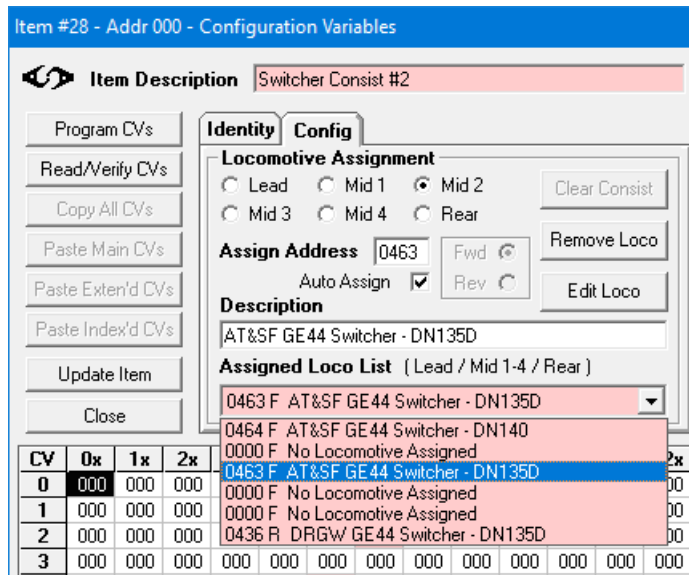 Item #28 - Addr 000 - Configuration Variables
Item Description Switcher Consist #2
Program CVs
Read/Verify CVs
Copy All CVs
Paste Main CVs
Paste Exten'd CVs
Paste Index'd CVs
Update Item
Close
Identity Config
Locomotive Assignment
Lead Mid 1 Mid 2
Mid 3 Mid 4 Rear
Clear Consist
Remove Loco
Edit Loco
Assign Address 0463 Fwd
Auto Assign Rev
Description
AT&SF GE44 Switcher - DN135D
Assigned Loco List ( Lead / Mid 1-4 / Rear )
0463 F AT&SF GE44 Switcher - DN135D
0464 F AT&SF GE44 Switcher - DN140
0000 F No Locomotive Assigned
0463 F AT&SF GE44 Switcher - DN135D
0000 F No Locomotive Assigned
0000 F No Locomotive Assigned
0436 R DRGW GE44 Switcher - DN135D
CV 0x 1x 2x
0 000 000 000
1 000 000 000
2 000 000 000
3 000 000 000 000 000 000 000 000 000 000 000 000 000